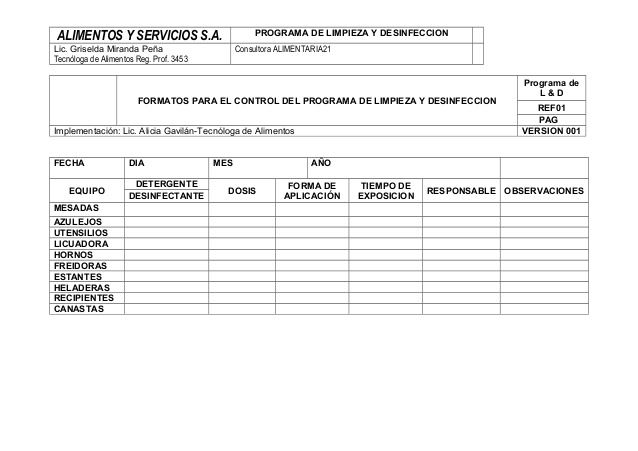 ALIMENTOS Y SERVICIOS S.A. PROGRAMA DE LIMPIEZA Y DESINFECCION
Lic. Griselda Miranda Peña Consultora ALIMENTARIA21
Tecnóloga de Alimentos Reg. Prof. 3453
FORMATOS PARA EL CONTROL DEL PROGRAMA DE LIMPIEZA Y DESINFECCION
Programa de
L & D
REF01
PAG
Implementación: Lic. Alicia Gavilán-Tecnóloga de Alimentos VERSION 001
FECHA DIA MES AÑO
EQUIPO DETERGENTE DOSIS FORMA DE TIEMPO DE RESPONSABLE OBSERVACIONES
DESINFECTANTE APLICACIÓN EXPOSICION
MESADAS
AZULEJOS
UTENSILIOS
LICUADORA
HORNOS
FREIDORAS
ESTANTES
HELADERAS
RECIPIENTES
CANASTAS